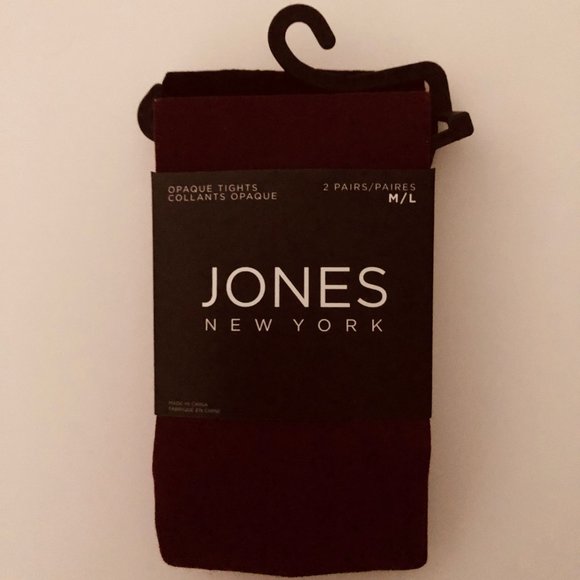 OPAQUE TIGHTS
COLLANTS OPAQUE
2 PAIRS/PAIRES
M/L
JONES
NEW YORK
MADE IN CHINA
FABRIQUÉ EN CHINE